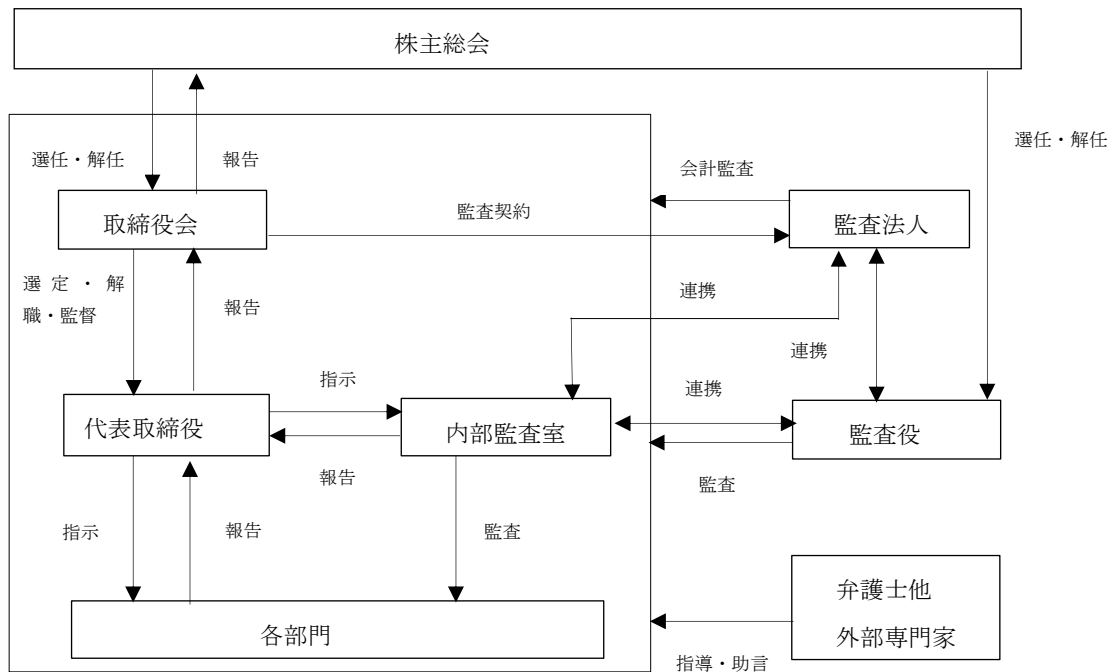 株主総会
選任・解任
報告
会計監査
選任・解任
取締役会
監査契約
監査法人
選定・解
職・監督
報告
連携
連携
指示
連携
代表取締役
内部監査室
監査役
報告
監査
指示
報告
監査
弁護士他
外部専門家
各部門
指導・助言